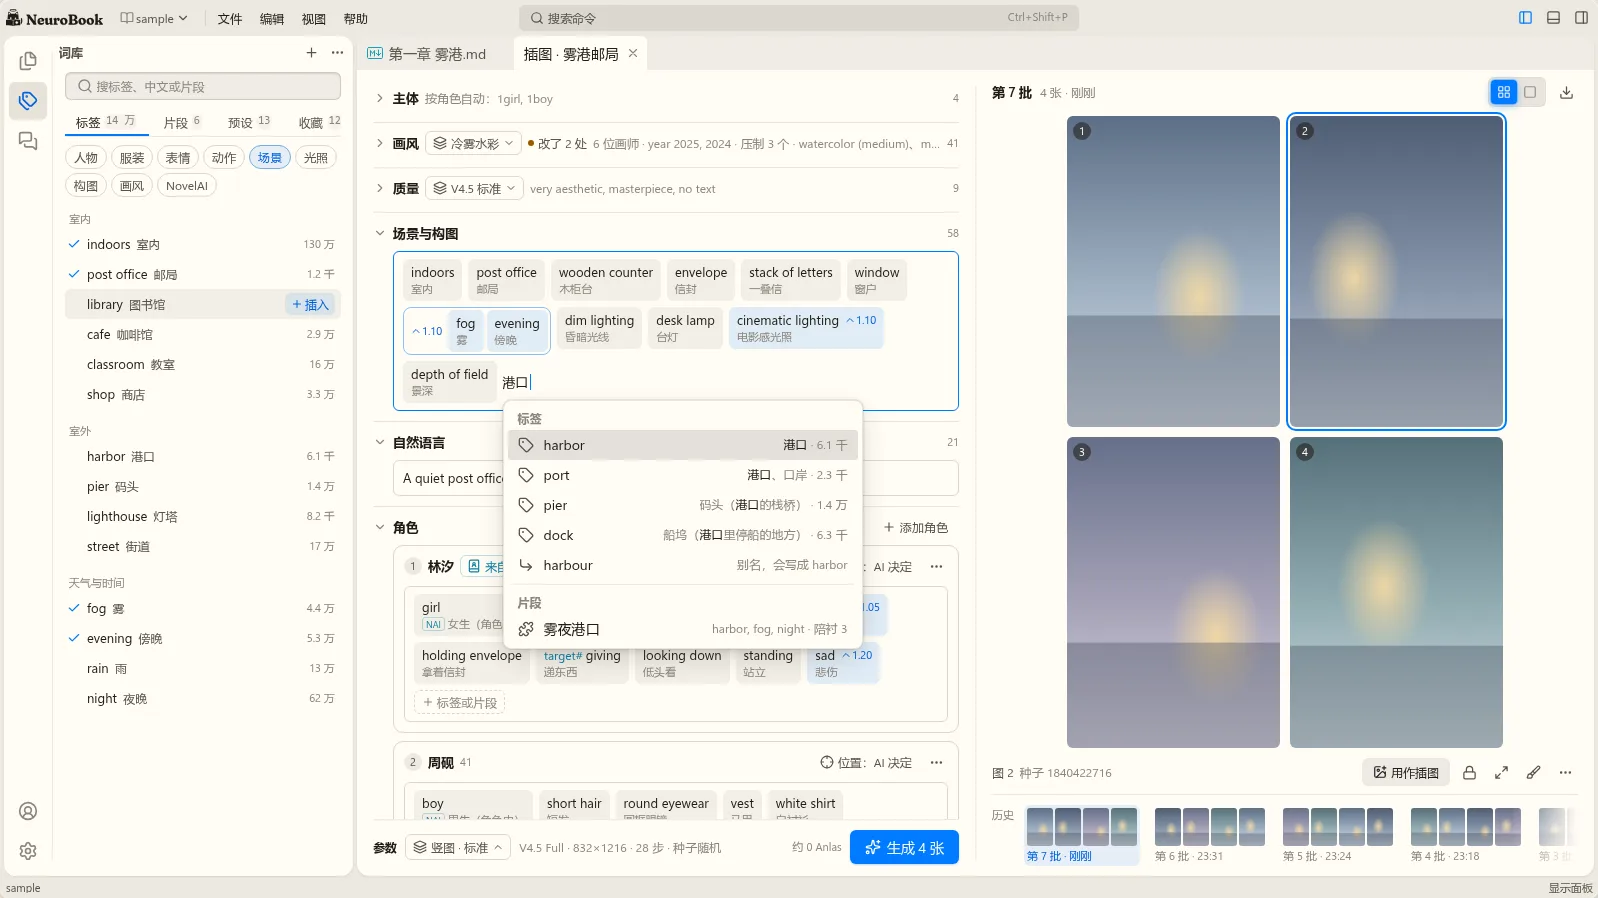 NeuroBook sample 文件 编辑 视图 帮助 搜索命令 Ctrl+Shift+P
词库
搜标签、中文或片段
标签 14 万 片段 6 预设 13 收藏 12
人物 服装 表情 动作 场景 光照
构图 画风 NovelAI
室内
indoors 室内 130 万
post office 邮局 1.2 千
library 图书馆 + 插入
cafe 咖啡馆 2.9 万
classroom 教室 16 万
shop 商店 3.3 万
室外
harbor 港口 6.1 千
pier 码头 1.4 万
lighthouse 灯塔 8.2 千
street 街道 17 万
天气与时间
fog 雾 4.4 万
evening 傍晚 5.3 万
rain 雨 13 万
night 夜晚 62 万
第一章 雾港.md 插图 · 雾港邮局
主体 按角色自动：1girl, 1boy 4
画风 冷雾水彩 改了 2 处 6 位画师 · year 2025, 2024 · 压制 3 个 · watercolor (medium)、m... 41
质量 V4.5 标准 very aesthetic, masterpiece, no text 9
场景与构图 58
indoors post office wooden counter envelope stack of letters window
室内 邮局 木柜台 信封 一叠信 窗户
1.10 fog evening dim lighting desk lamp cinematic lighting 1.10
雾 傍晚 昏暗光线 台灯 电影感光照
depth of field 港口
景深
标签
harbor 港口 · 6.1 千
port 港口、口岸 · 2.3 千
pier 码头（港口的栈桥） · 1.4 万
dock 船坞（港口里停船的地方） · 6.3 千
harbour 别名，会写成 harbor
片段
雾夜港口 harbor, fog, night · 陪衬 3
自然语言 21
A quiet post offic
角色 + 添加角色
1 林汐 来自 ：AI 决定
girl 1.05
NAI 女生（角色
holding envelope target# giving looking down standing sad 1.20
拿着信封 递东西 低头看 站立 悲伤
+ 标签或片段
2 周砚 41 位置：AI 决定
boy short hair round eyewear vest white shirt
参数 竖图 · 标准 V4.5 Full · 832×1216 · 28 步 · 种子随机 约 0 Anlas 生成 4 张
第 7 批 4 张 · 刚刚
1 2
3 4
图 2 种子 1840422716 用作插图
历史
第 7 批 · 刚刚 第 6 批 · 23:31 第 5 批 · 23:24 第 4 批 · 23:18 第 3 批
sample 显示面板